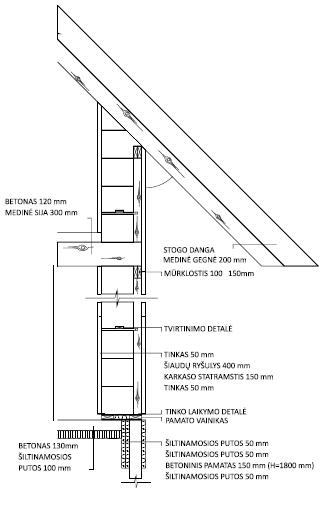 BETONAS 120 mm
MEDINĖ SIJA 300 mm
STOGO DANGA
MEDINĖ GEGNĖ 200 mm
MŪRKLOSTIS 100 150mm
TVIRTINIMO DETALĖ
TINKAS 50 mm
ŠIAUDŲ RYŠULYS 400 mm
KARKASO STATRAMSTIS 150 mm
TINKAS 50 mm
TINKO LAIKYMO DETALĖ
PAMATO VAINIKAS
BETONAS 130mm
ŠILTINAMOSIOS
PUTOS 100 mm
ŠILTINAMOSIOS PUTOS 50 mm
ŠILTINAMOSIOS PUTOS 50 mm
BETONINIS PAMATAS 150 mm (H=1800 mm)
ŠILTINAMOSIOS PUTOS 50 mm